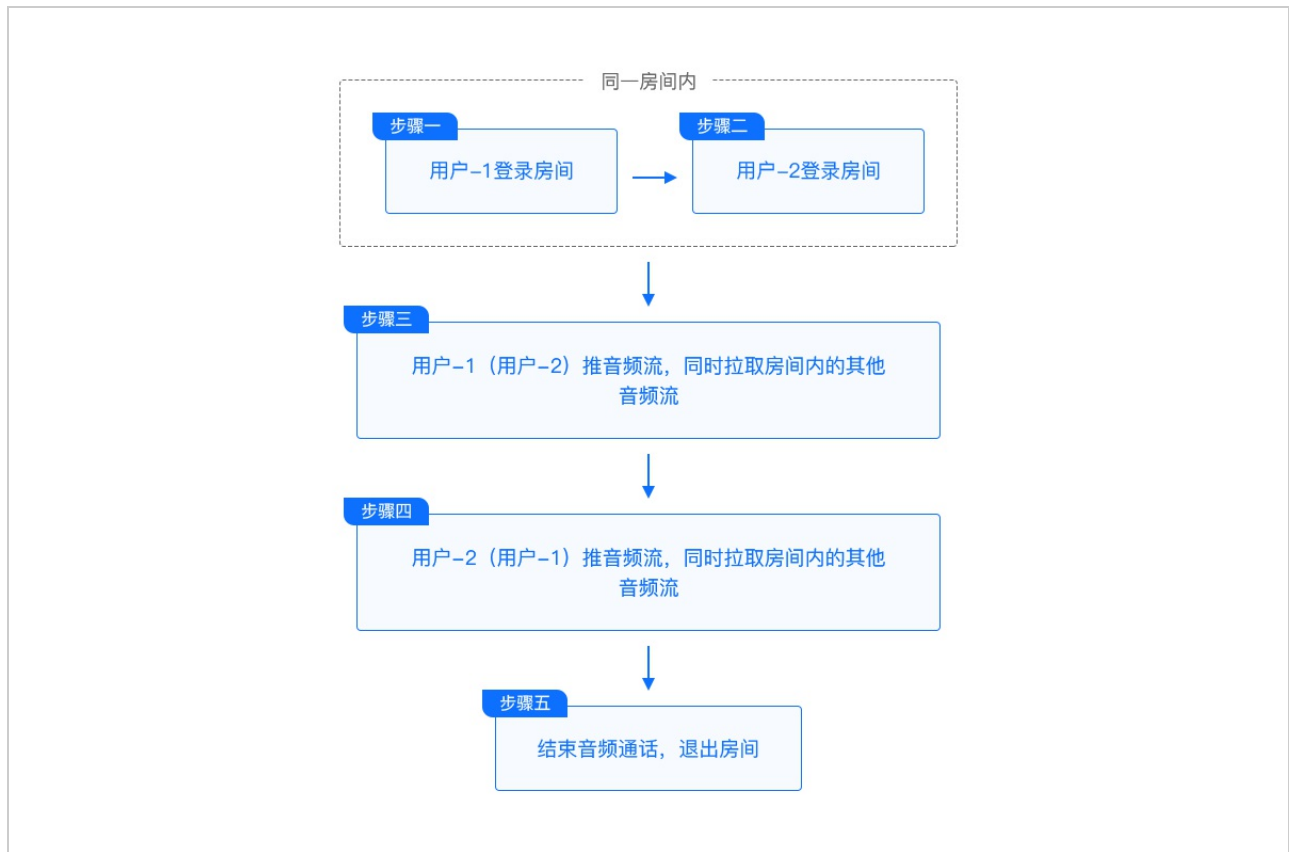 同一房间内
步骤一
用户-1登录房间
步骤二
用户-2登录房间
步骤三
用户-1（用户-2）推音频流，同时拉取房间内的其他
音频流
步骤四
用户-2（用户-1）推音频流，同时拉取房间内的其他
音频流
步骤五
结束音频通话，退出房间